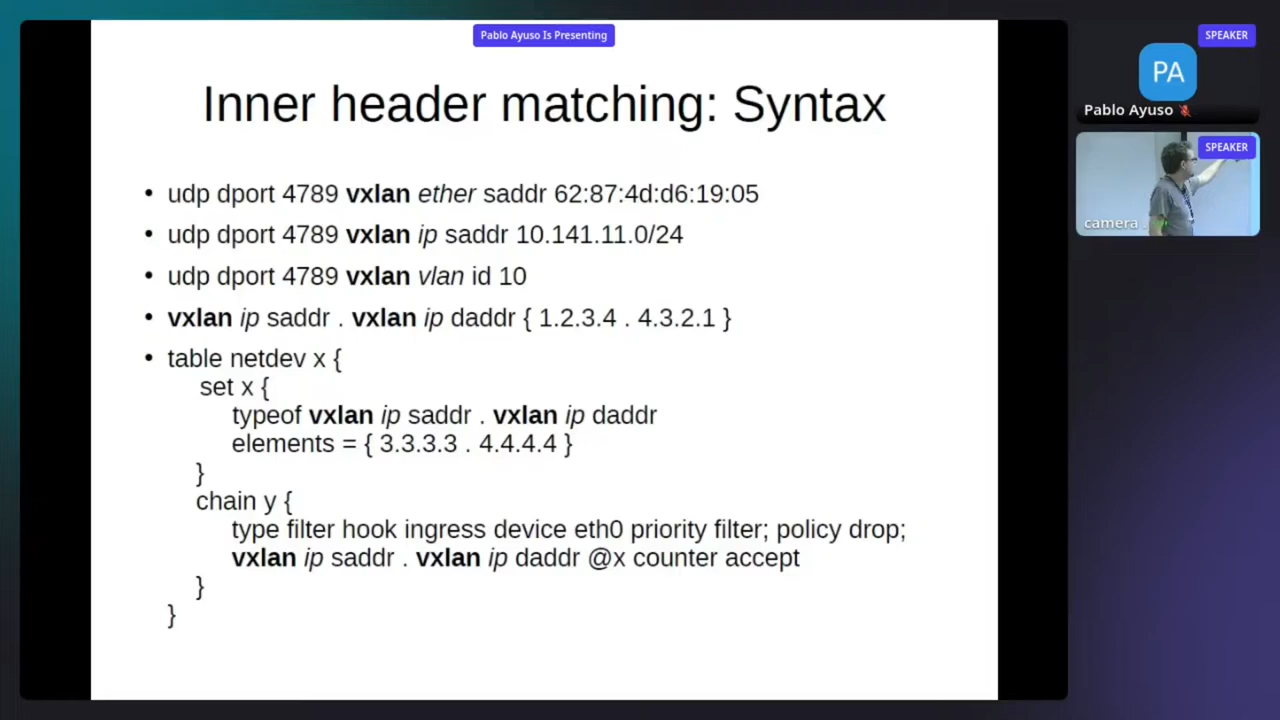 Pablo Ayuso Is Presenting
SPEAKER
PA
Pablo Ayuso
SPEAKER
camera
Inner header matching: Syntax
• udp dport 4789 vxlan ether saddr 62:87:4d:d6:19:05
• udp dport 4789 vxlan ip saddr 10.141.11.0/24
• udp dport 4789 vxlan vlan id 10
• vxlan ip saddr . vxlan ip daddr { 1.2.3.4 . 4.3.2.1 }
• table netdev x {
set x {
typeof vxlan ip saddr . vxlan ip daddr
elements = { 3.3.3.3 . 4.4.4.4 }
}
chain y {
type filter hook ingress device eth0 priority filter; policy drop;
vxlan ip saddr . vxlan ip daddr @x counter accept
}
}